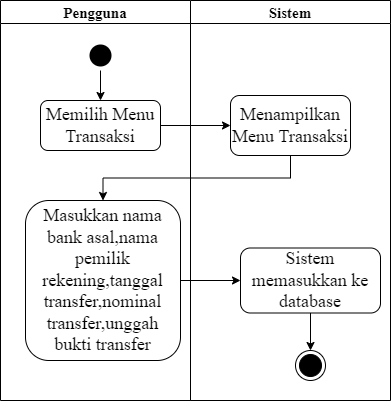 Pengguna
Sistem
Memilih Menu
Transaksi
Menampilkan
Menu Transaksi
Masukkan nama
bank asal,nama
pemilik
rekening,tanggal
transfer,nominal
transfer,unggah
bukti transfer
Sistem
memasukkan ke
database